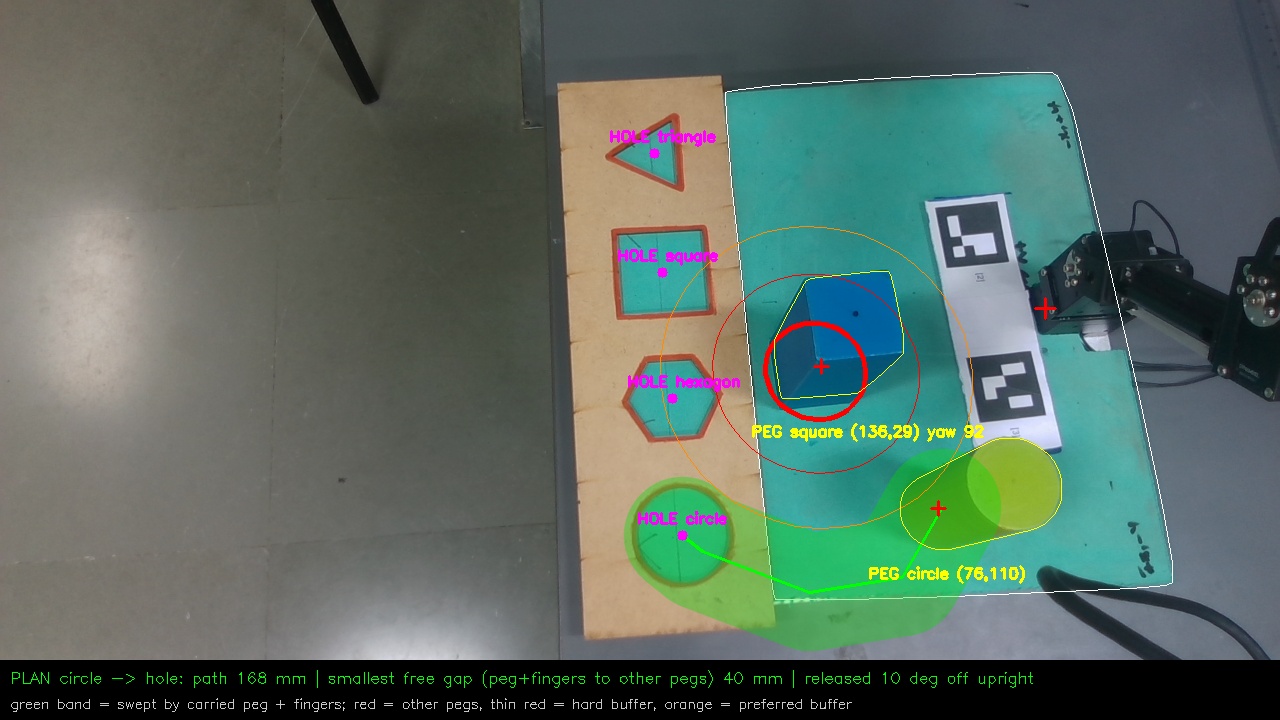 HOLE triangle
HOLE square
HOLE hexagon
PEG square (136,29) yaw 92
HOLE circle
PEG circle (76,110)
PLAN circle —> hole: path 168 mm | smallest free gap (peg+fingers to other pegs) 40 mm | released 10 deg off upright
green band = swept by carried peg + fingers; red = other pegs, thin red = hard buffer, orange = preferred buffer